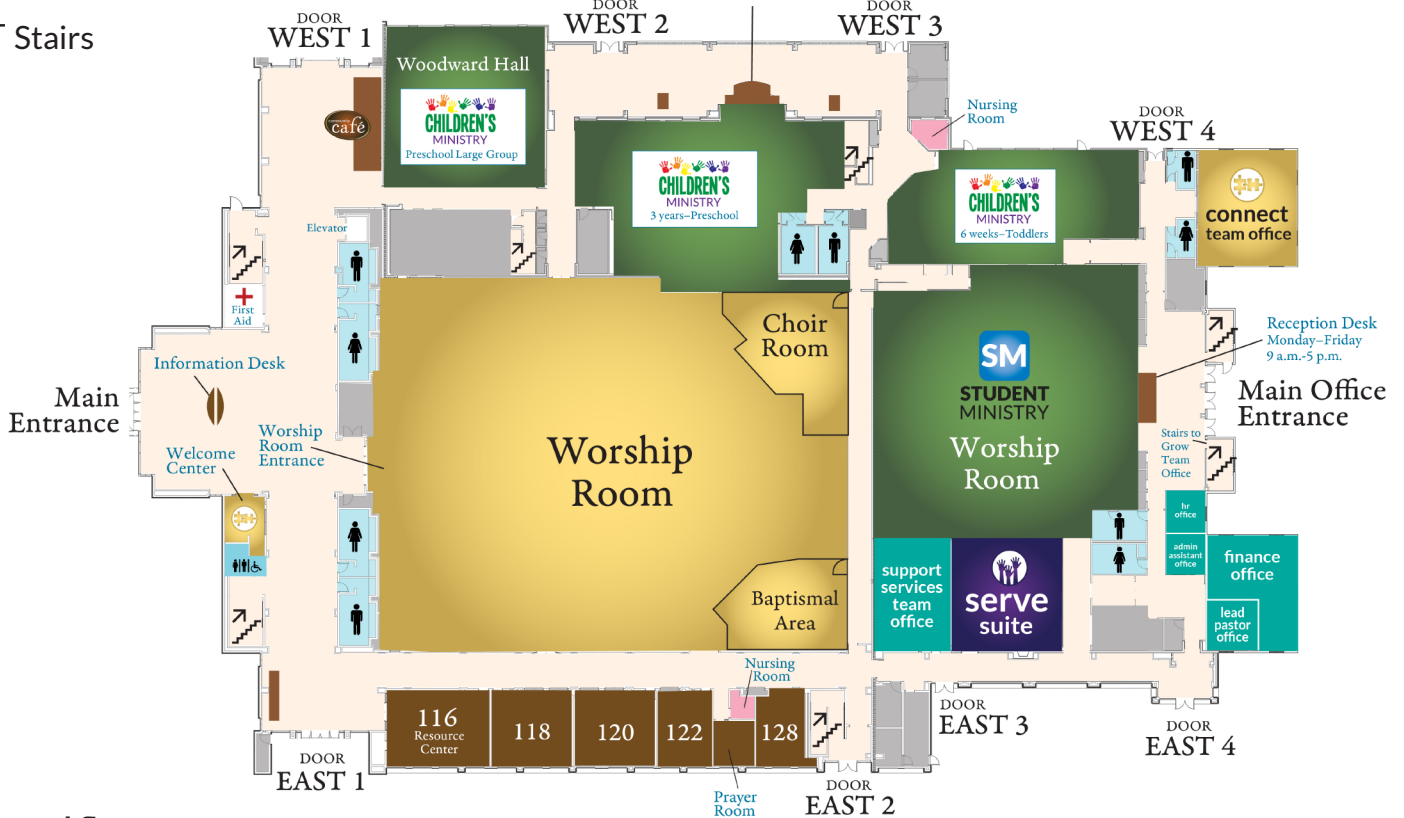 Stairs
DOOR
WEST 1
DOOR
WEST 2
DOOR
WEST 3
DOOR
WEST 4
Woodward Hall
CHILDREN'S
MINISTRY
Preschool Large Group
community
café
CHILDREN'S
MINISTRY
3 years–Preschool
Nursing
Room
CHILDREN'S
MINISTRY
6 weeks–Toddlers
connect
team office
Elevator
First
Aid
Information Desk
Main
Entrance
Welcome
Center
Worship
Room
Entrance
Worship
Room
Choir
Room
Baptismal
Area
SM
STUDENT
MINISTRY
Worship
Room
Reception Desk
Monday–Friday
9 a.m.-5 p.m.
Main Office
Entrance
Stairs to
Grow
Team
Office
hr
office
admin
assistant
office
finance
office
lead
pastor
office
support
services
team
office
serve
suite
Nursing
Room
116
Resource
Center
118
120
122
128
Prayer
Room
DOOR
EAST 1
DOOR
EAST 2
DOOR
EAST 3
DOOR
EAST 4